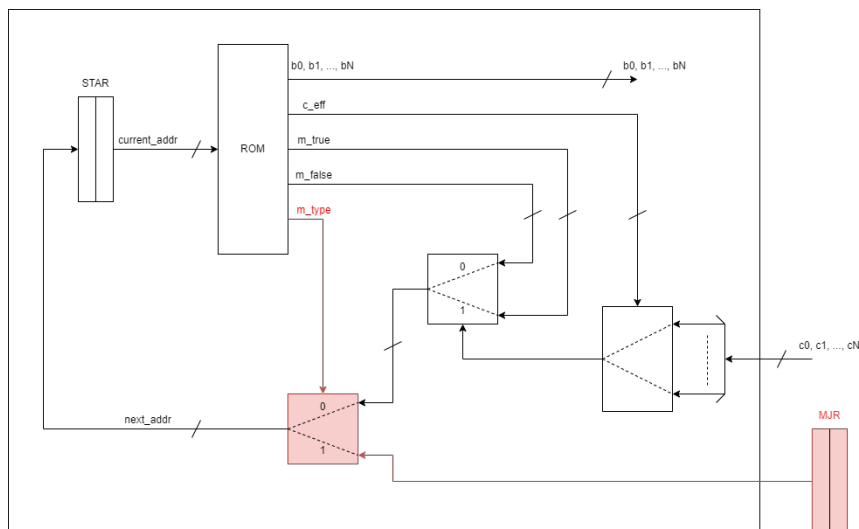 b0, b1, ..., bN
b0, b1, ..., bN
STAR
c_eff
current_addr
m_true
ROM
m_false
m_type
0
1
c0, c1, ..., cN
0
next_addr
MJR
1